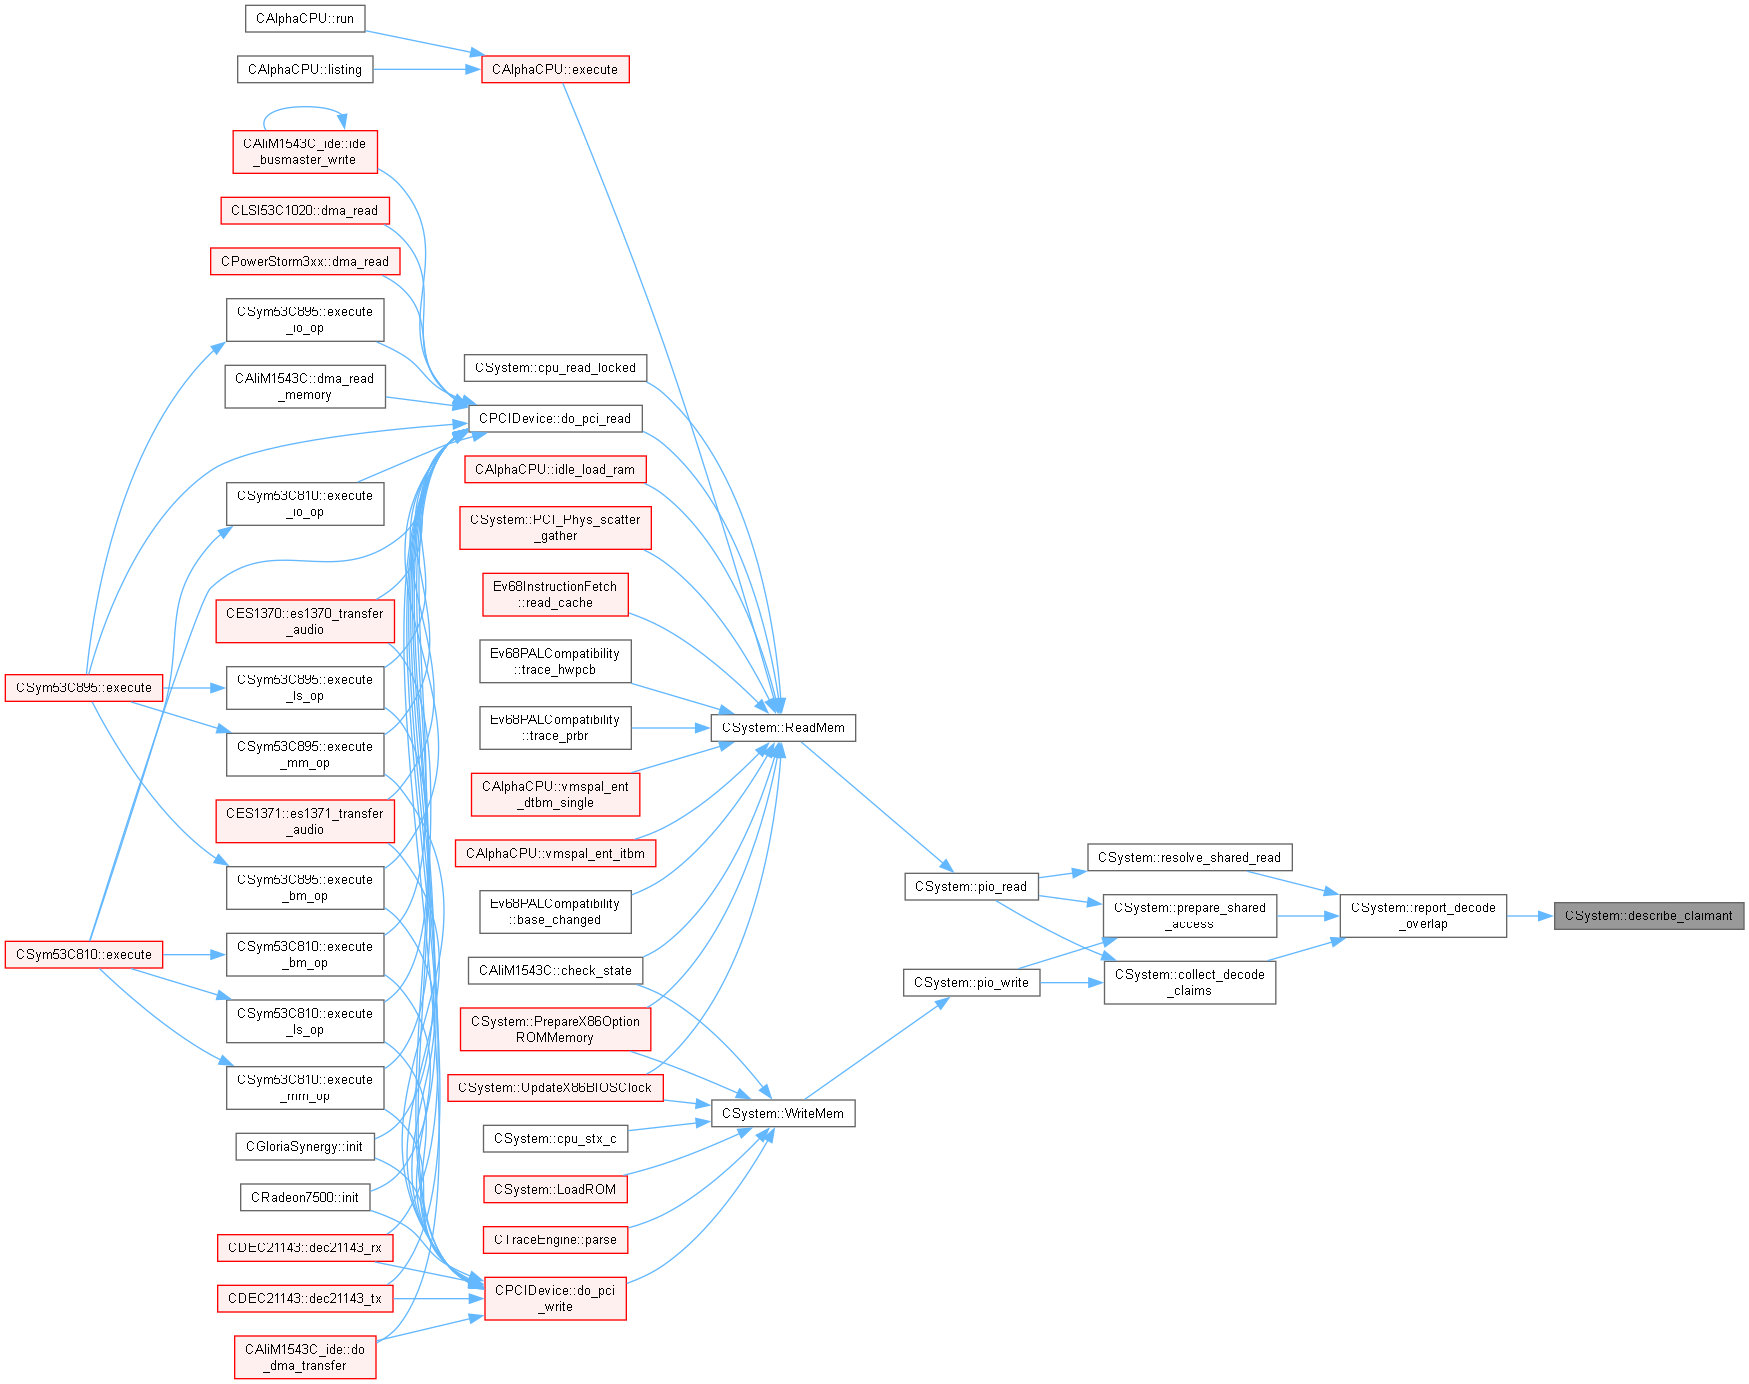 CAlphaCPU::run
CAlphaCPU::listing
CAlphaCPU::execute
CAliM1543C_ide::ide
_busmaster_write
CLSI53C1020::dma_read
CPowerStorm3xx::dma_read
CSym53C895::execute
_io_op
CAliM1543C::dma_read
_memory
CSym53C810::execute
_io_op
CES1370::es1370_transfer
_audio
CSym53C895::execute
_ls_op
CSym53C895::execute
CSym53C895::execute
_mm_op
CES1371::es1371_transfer
_audio
CSym53C895::execute
_bm_op
CSym53C810::execute
CSym53C810::execute
_bm_op
CSym53C810::execute
_ls_op
CSym53C810::execute
_mm_op
CGloriaSynergy::init
CRadeon7500::init
CDEC21143::dec21143_rx
CDEC21143::dec21143_tx
CAliM1543C_ide::do
_dma_transfer
CSystem::cpu_read_locked
CPCIDevice::do_pci_read
CAlphaCPU::idle_load_ram
CSystem::PCI_Phys_scatter
_gather
Ev68InstructionFetch
::read_cache
Ev68PALCompatibility
::trace_hwpcb
Ev68PALCompatibility
::trace_prbr
CAlphaCPU::vmspal_ent
_dtbm_single
CAlphaCPU::vmspal_ent_itbm
Ev68PALCompatibility
::base_changed
CAliM1543C::check_state
CSystem::PrepareX86Option
ROMMemory
CSystem::UpdateX86BIOSClock
CSystem::cpu_stx_c
CSystem::LoadROM
CTraceEngine::parse
CPCIDevice::do_pci
_write
CSystem::ReadMem
CSystem::WriteMem
CSystem::pio_read
CSystem::pio_write
CSystem::resolve_shared_read
CSystem::prepare_shared
_access
CSystem::collect_decode
_claims
CSystem::report_decode
_overlap
CSystem::describe_claimant